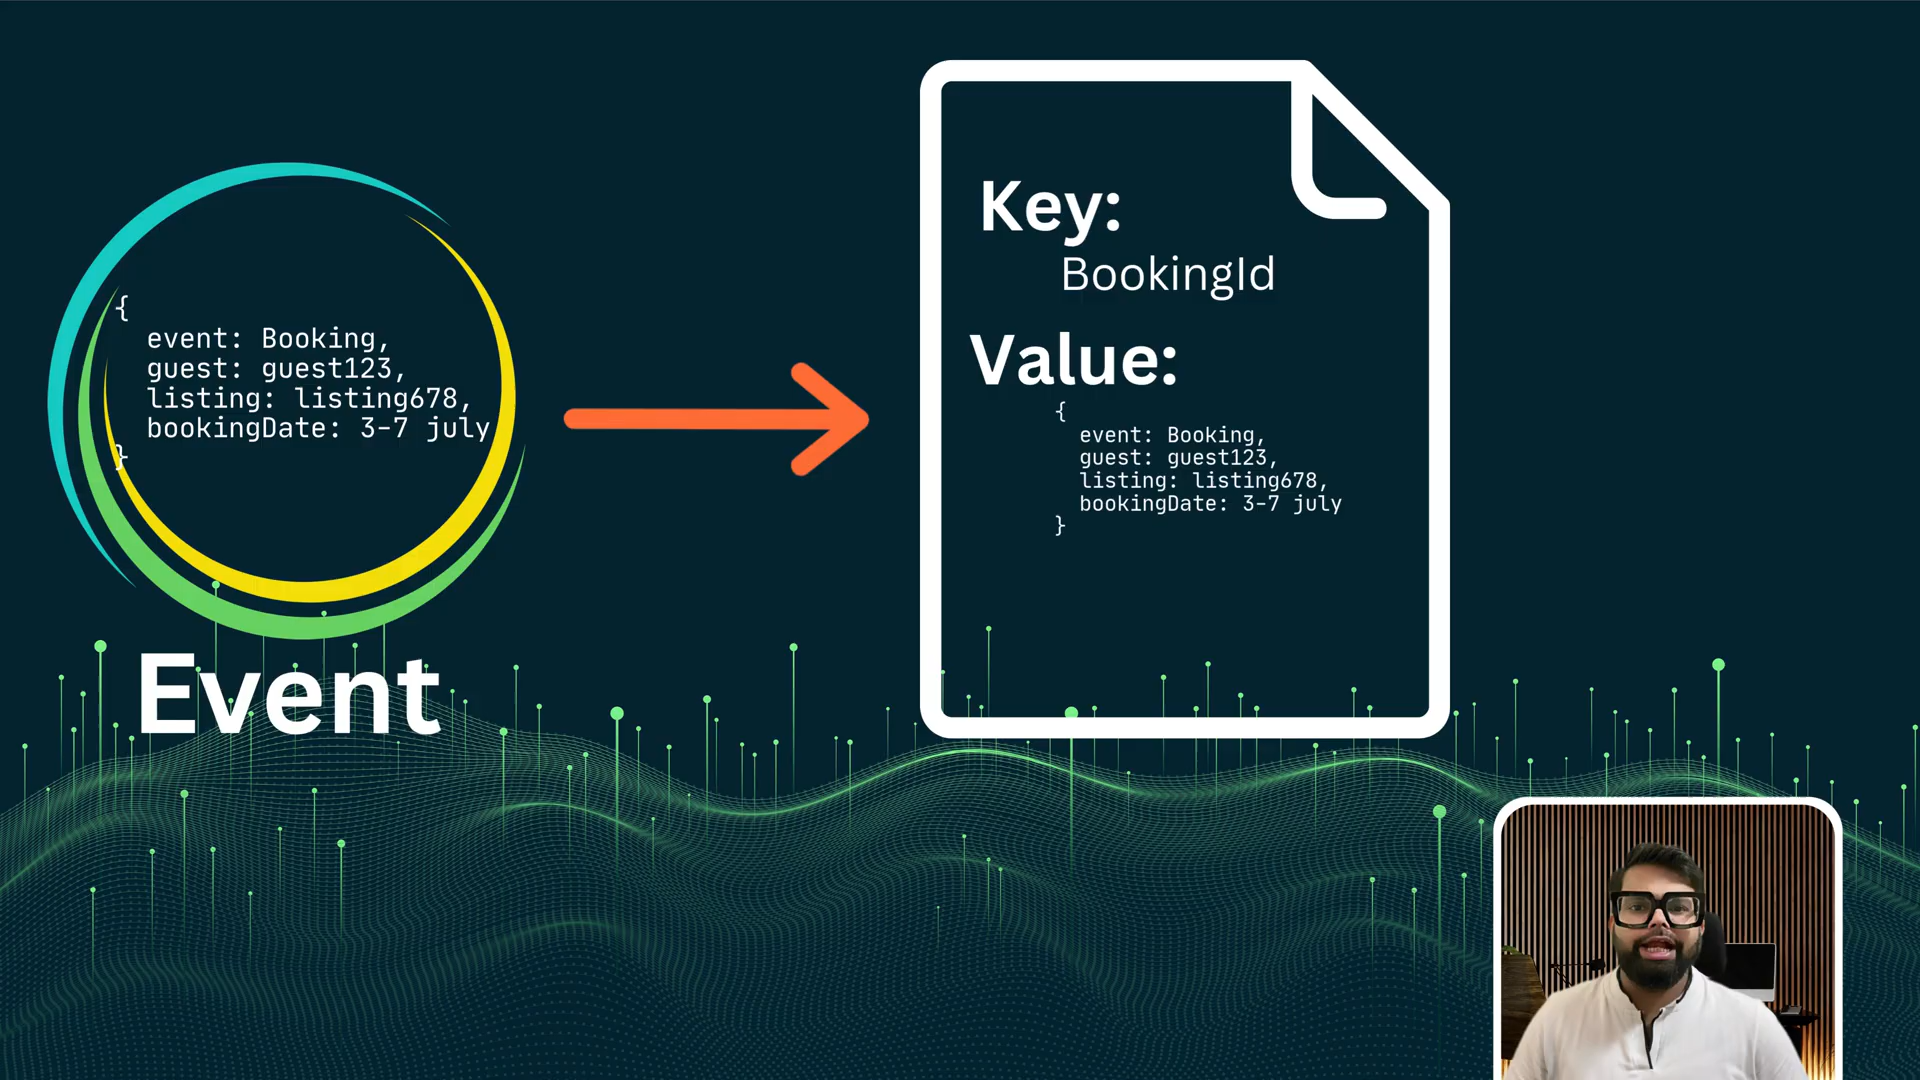 {
event: Booking,
guest: guest123,
listing: listing678,
bookingDate: 3-7 july
}
Event
Key:
BookingId
Value:
{
event: Booking,
guest: guest123,
listing: listing678,
bookingDate: 3-7 july
}